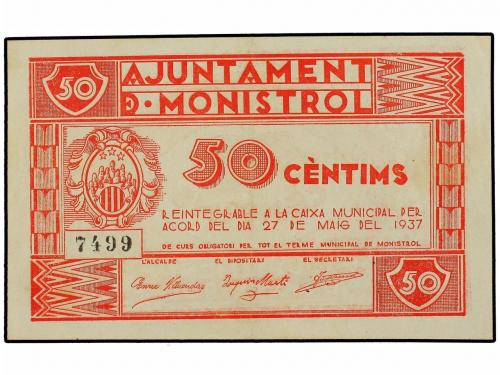 50
AJUNTAMENT
D·MONISTROL
50 CÈNTIMS
REINTEGRABLE A LA CAIXA MUNICIPAL PER
ACORD DEL DIA 27 DE MAIG DEL 1937
7499
DE CURS OBLIGATORI PER TOT EL TERME MUNICIPAL DE MONISTROL
L'ALCALDE EL DIPOSITARI EL SECRETARI
50